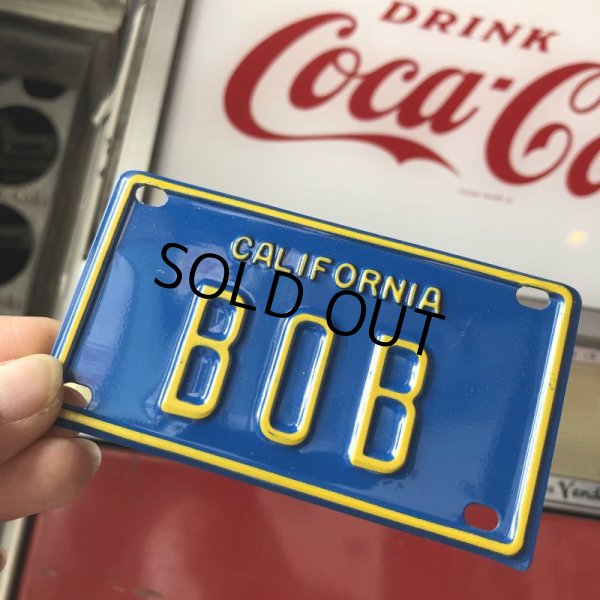 DRINK
Coca-Co
CALIFORNIA
SOLD OUT
BOB